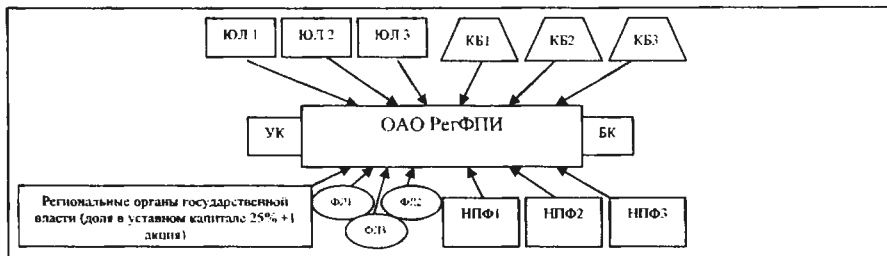 ЮЛ 1 ЮЛ 2 ЮЛ 3 КБ1 КБ2 КБ3
УК ОАО РегФПИ БК
Региональные органы государственной
власти (доля в уставном капитале 25% +1
акция)
ФЛ1 ФЛ2
ФЛ3
НПФ1 НПФ2 НПФ3